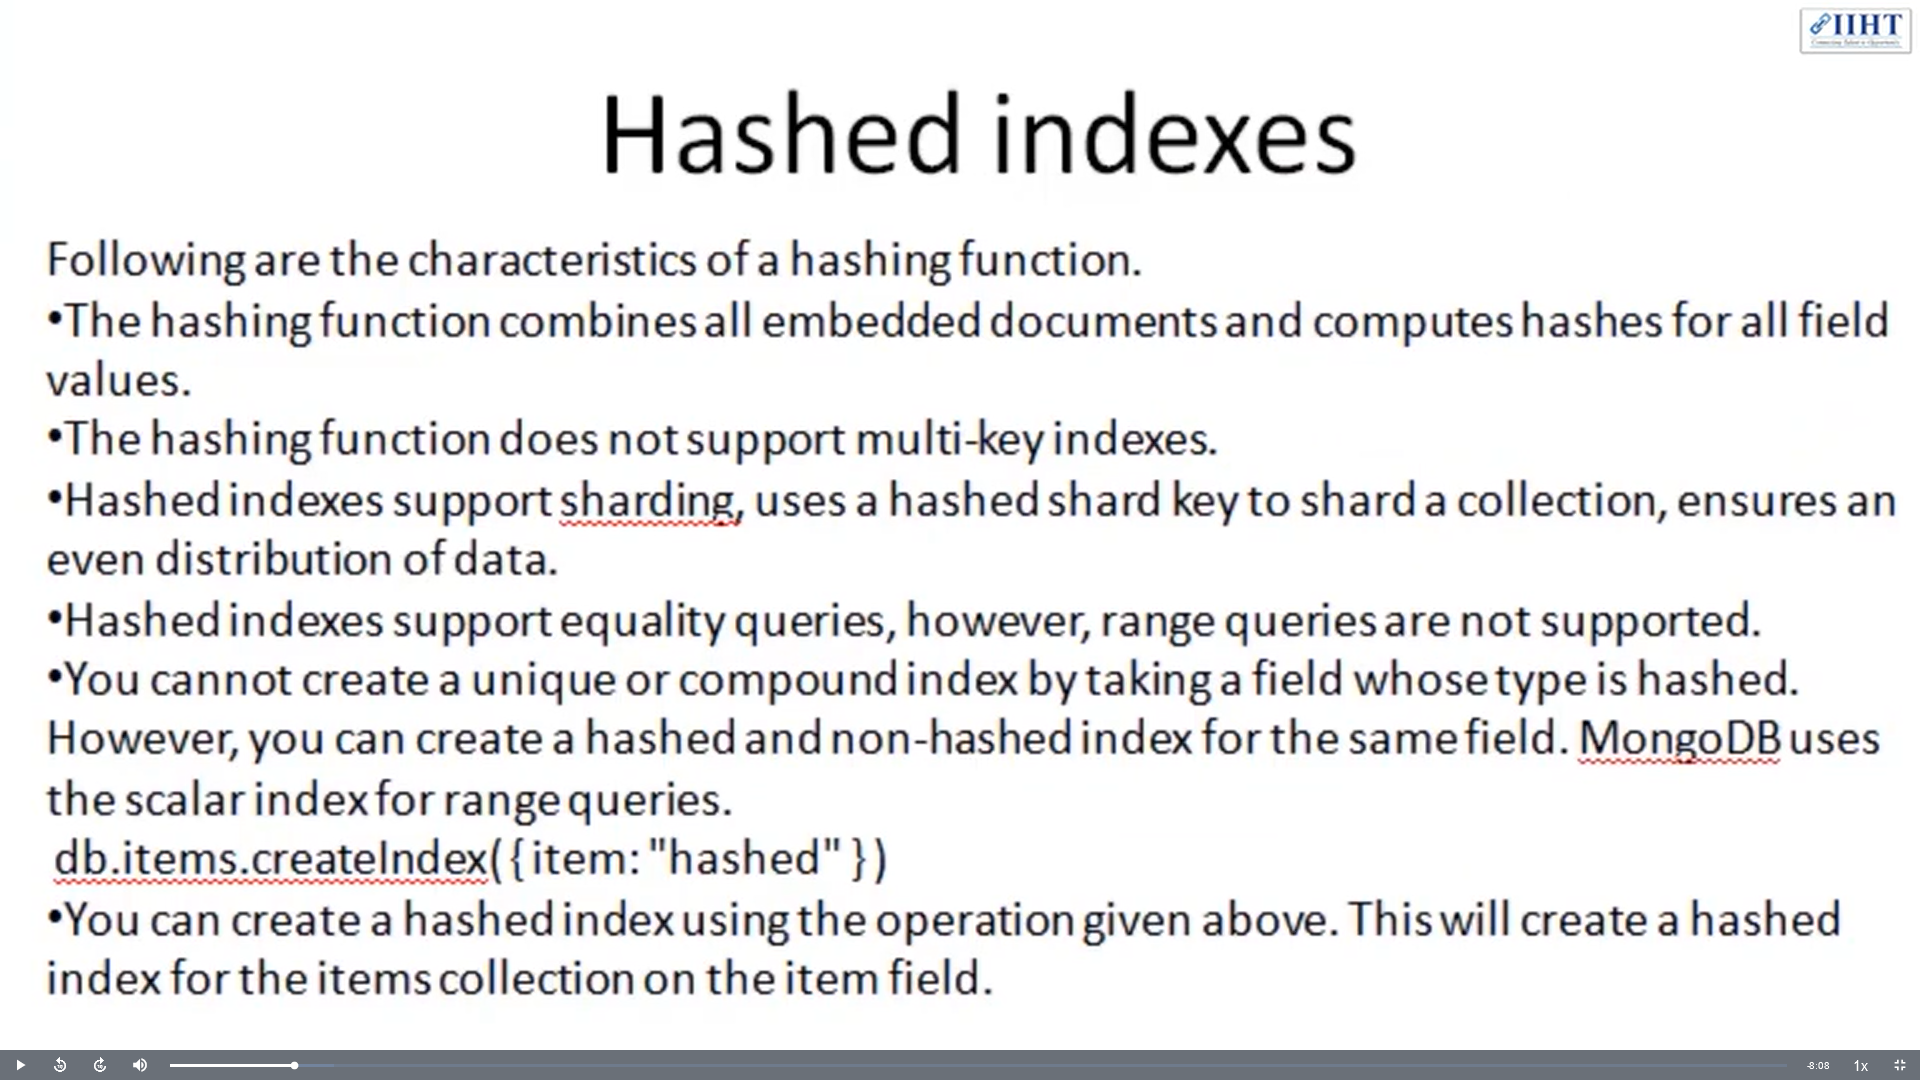 IIHT
Hashed indexes
Following are the characteristics of a hashing function.
•The hashing function combines all embedded documents and computes hashes for all field
values.
•The hashing function does not support multi-key indexes.
•Hashed indexes support sharding, uses a hashed shard key to shard a collection, ensures an
even distribution of data.
•Hashed indexes support equality queries, however, range queries are not supported.
•You cannot create a unique or compound index by taking a field whose type is hashed.
However, you can create a hashed and non-hashed index for the same field. MongoDB uses
the scalar index for range queries.
db.items.createIndex( { item: "hashed" } )
•You can create a hashed index using the operation given above. This will create a hashed
index for the items collection on the item field.
-8:08 1x